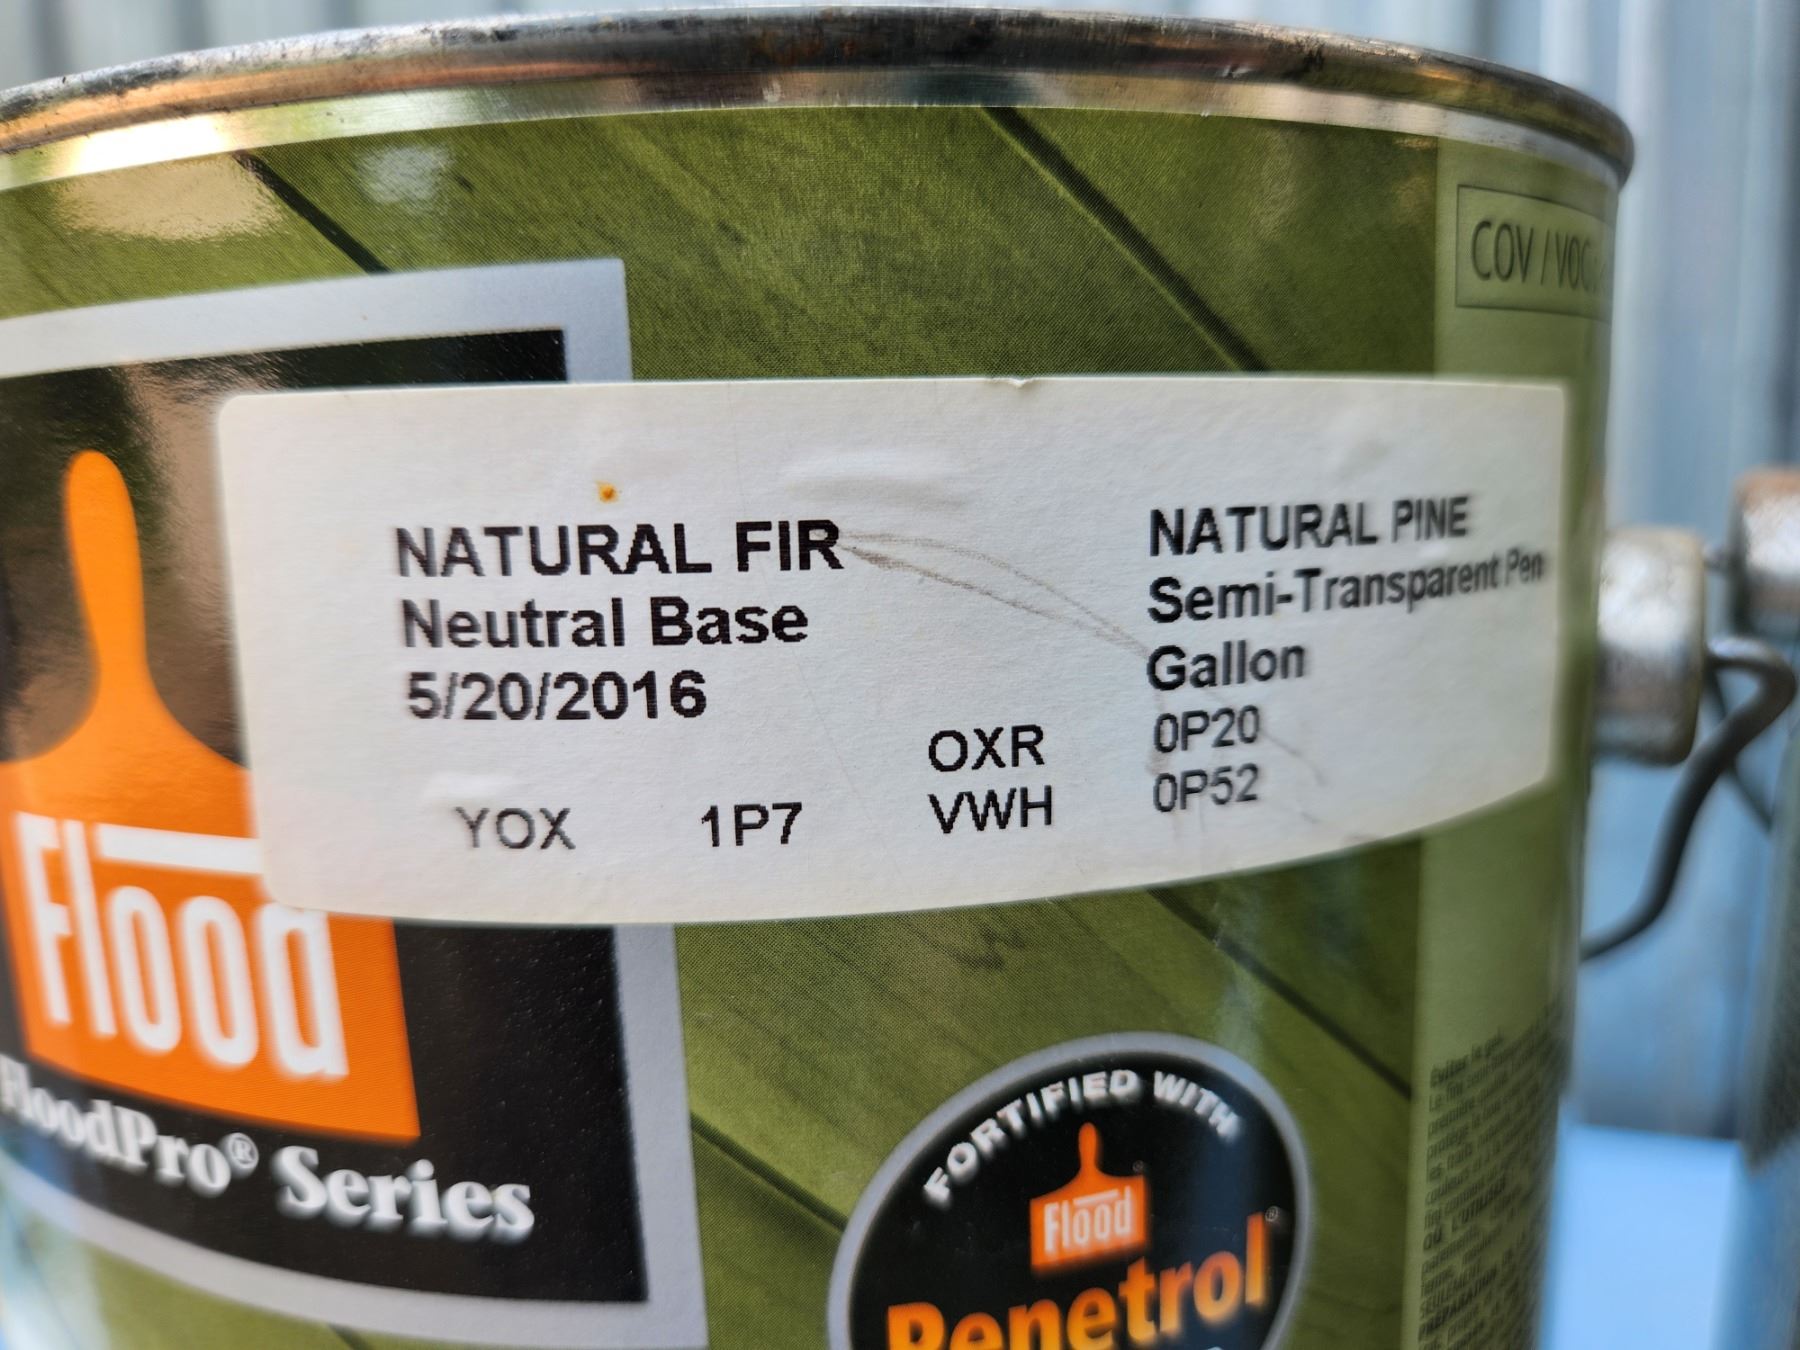 COV / VOC
NATURAL FIR NATURAL PINE
Neutral Base Semi-Transparent Pen
5/20/2016 Gallon
OXR 0P20
YOX 1P7 VWH 0P52
Flood
FloodPro® Series
FORTIFIED WITH
Flood
Penetrol®